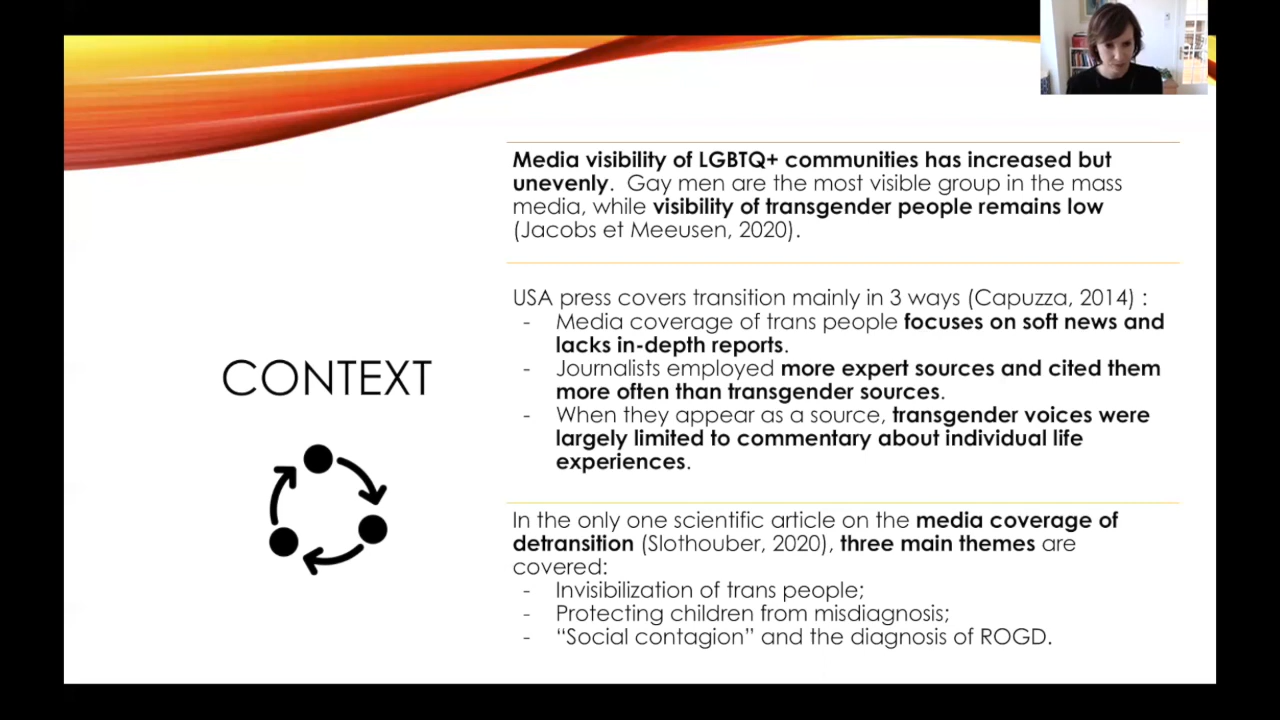 Media visibility of LGBTQ+ communities has increased but
unevenly.  Gay men are the most visible group in the mass
media, while visibility of transgender people remains low
(Jacobs et Meeusen, 2020).
USA press covers transition mainly in 3 ways (Capuzza, 2014) :
- Media coverage of trans people focuses on soft news and
lacks in-depth reports.
- Journalists employed more expert sources and cited them
more often than transgender sources.
- When they appear as a source, transgender voices were
largely limited to commentary about individual life
experiences.
CONTEXT
In the only one scientific article on the media coverage of
detransition (Slothouber, 2020), three main themes are
covered:
- Invisibilization of trans people;
- Protecting children from misdiagnosis;
- “Social contagion” and the diagnosis of ROGD.